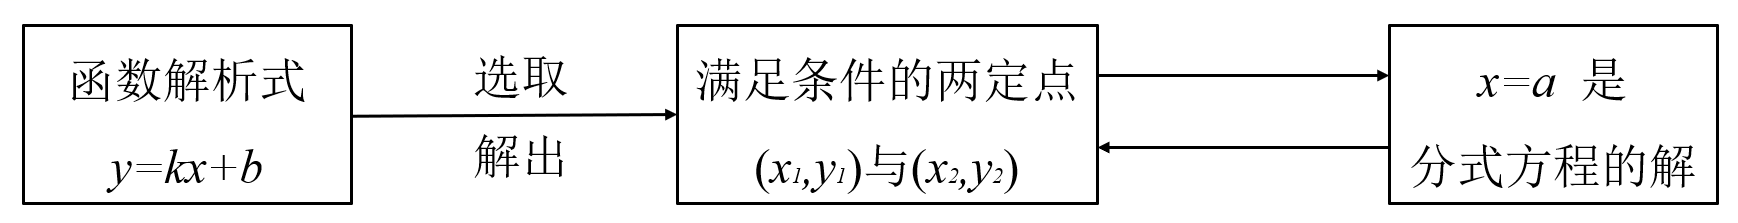 函数解析式
y=kx+b
选取
解出
满足条件的两定点
(x₁,y₁)与(x₂,y₂)
x=a 是
分式方程的解